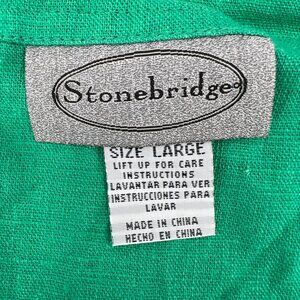 Stonebridge®
SIZE LARGE
LIFT UP FOR CARE
INSTRUCTIONS
LAVANTAR PARA VER
INSTRUCCIONES PARA
LAVAR
MADE IN CHINA
HECHO EN CHINA